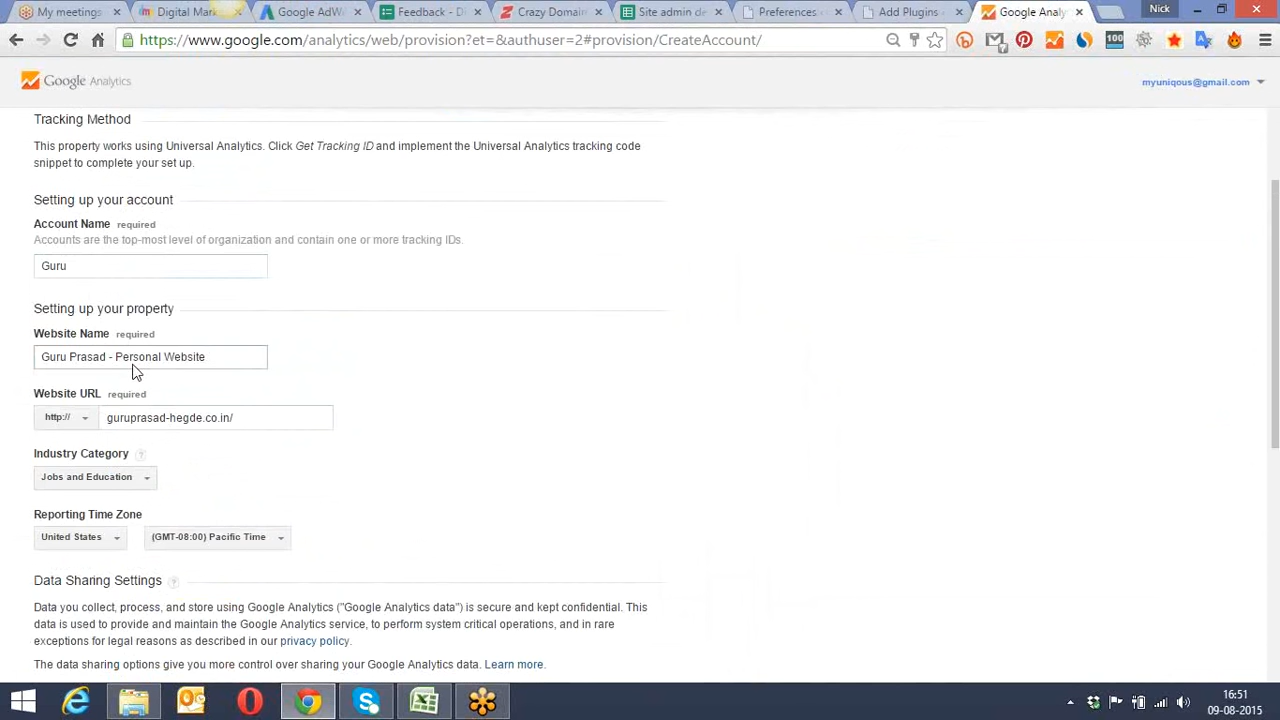 My meetings
Digital Mar
Google AdW
Feedback - D
Crazy Domain
Site admin de
Preferences
Add Plugins
Google Analy
Nick
https://www.google.com/analytics/web/provision?et=&authuser=2#provision/CreateAccount/
100
Google Analytics
myuniqous@gmail.com
Tracking Method
This property works using Universal Analytics. Click Get Tracking ID and implement the Universal Analytics tracking code
snippet to complete your set up.
Setting up your account
Account Name required
Accounts are the top-most level of organization and contain one or more tracking IDs.
Guru
Setting up your property
Website Name required
Guru Prasad - Personal Website
Website URL required
http:// guruprasad-hegde.co.in/
Industry Category ?
Jobs and Education
Reporting Time Zone
United States (GMT-08:00) Pacific Time
Data Sharing Settings ?
Data you collect, process, and store using Google Analytics ("Google Analytics data") is secure and kept confidential. This
data is used to provide and maintain the Google Analytics service, to perform system critical operations, and in rare
exceptions for legal reasons as described in our privacy policy.
The data sharing options give you more control over sharing your Google Analytics data. Learn more.
16:51
09-08-2015